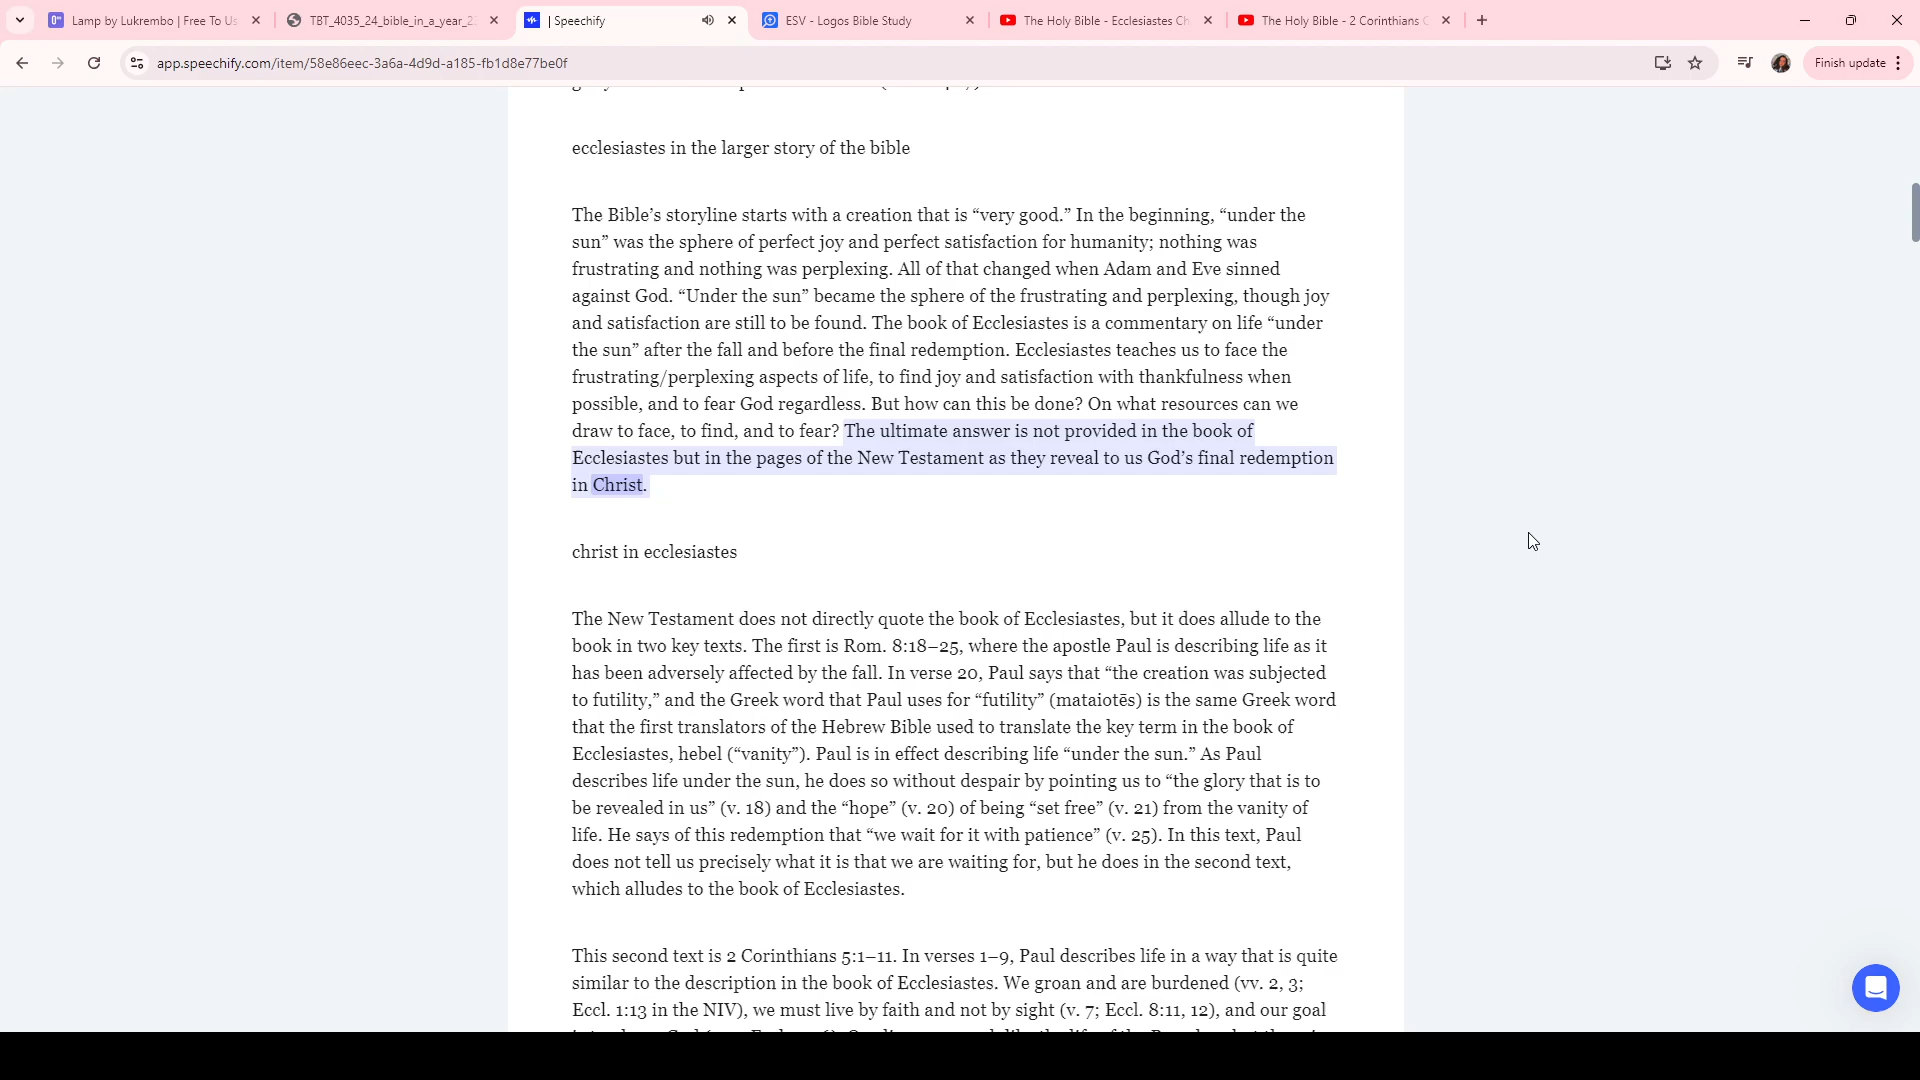 Lamp by Lukrembo | Free To Us
TBT_4035_24_bible_in_a_year_2
| Speechify
ESV - Logos Bible Study
The Holy Bible - Ecclesiastes Ch
The Holy Bible - 2 Corinthians C
app.speechify.com/item/58e86eec-3a6a-4d9d-a185-fb1d8e77be0f
Finish update
ecclesiastes in the larger story of the bible
The Bible’s storyline starts with a creation that is “very good.” In the beginning, “under the
sun” was the sphere of perfect joy and perfect satisfaction for humanity; nothing was
frustrating and nothing was perplexing. All of that changed when Adam and Eve sinned
against God. “Under the sun” became the sphere of the frustrating and perplexing, though joy
and satisfaction are still to be found. The book of Ecclesiastes is a commentary on life “under
the sun” after the fall and before the final redemption. Ecclesiastes teaches us to face the
frustrating/perplexing aspects of life, to find joy and satisfaction with thankfulness when
possible, and to fear God regardless. But how can this be done? On what resources can we
draw to face, to find, and to fear? The ultimate answer is not provided in the book of
Ecclesiastes but in the pages of the New Testament as they reveal to us God’s final redemption
in Christ.
christ in ecclesiastes
The New Testament does not directly quote the book of Ecclesiastes, but it does allude to the
book in two key texts. The first is Rom. 8:18–25, where the apostle Paul is describing life as it
has been adversely affected by the fall. In verse 20, Paul says that “the creation was subjected
to futility,” and the Greek word that Paul uses for “futility” (mataiotēs) is the same Greek word
that the first translators of the Hebrew Bible used to translate the key term in the book of
Ecclesiastes, hebel (“vanity”). Paul is in effect describing life “under the sun.” As Paul
describes life under the sun, he does so without despair by pointing us to “the glory that is to
be revealed in us” (v. 18) and the “hope” (v. 20) of being “set free” (v. 21) from the vanity of
life. He says of this redemption that “we wait for it with patience” (v. 25). In this text, Paul
does not tell us precisely what it is that we are waiting for, but he does in the second text,
which alludes to the book of Ecclesiastes.
This second text is 2 Corinthians 5:1–11. In verses 1–9, Paul describes life in a way that is quite
similar to the description in the book of Ecclesiastes. We groan and are burdened (vv. 2, 3;
Eccl. 1:13 in the NIV), we must live by faith and not by sight (v. 7; Eccl. 8:11, 12), and our goal